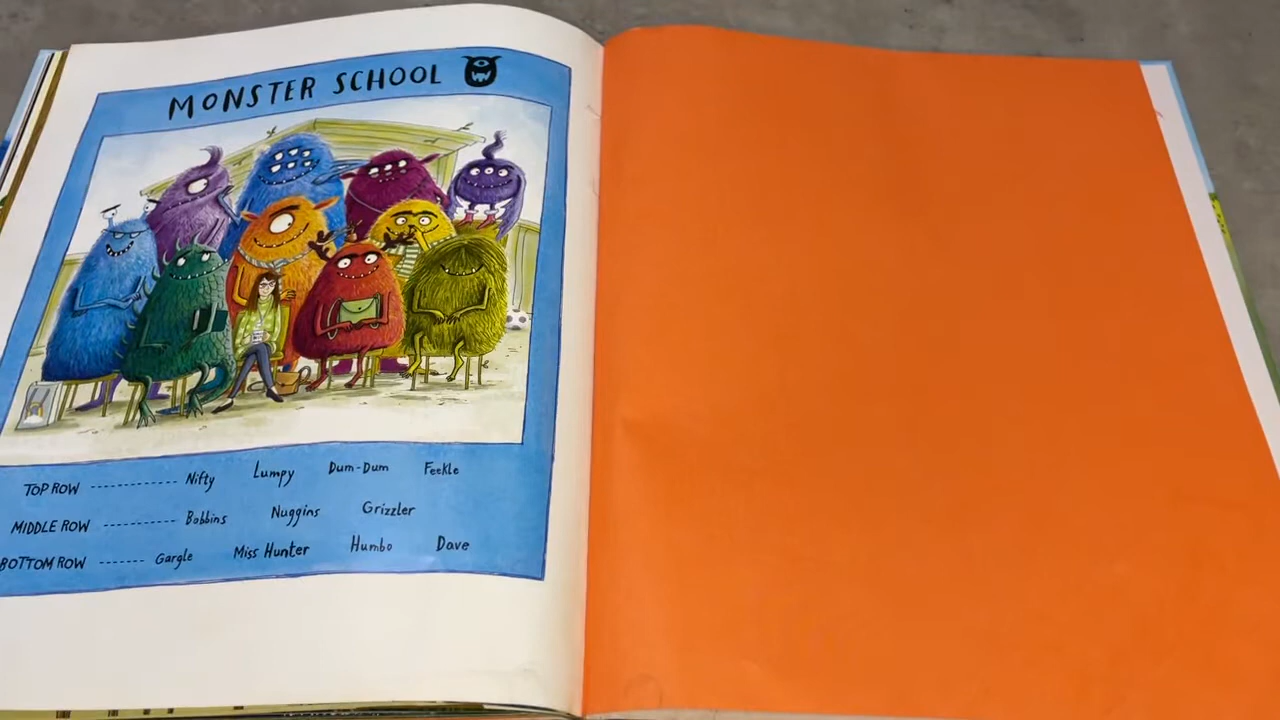 MONSTER SCHOOL
TOP ROW ---------- Nifty Lumpy Dum-Dum Feekle
MIDDLE ROW --------- Bobbins Nuggins Grizzler
BOTTOM ROW ------ Gargle Miss Hunter Humbo Dave